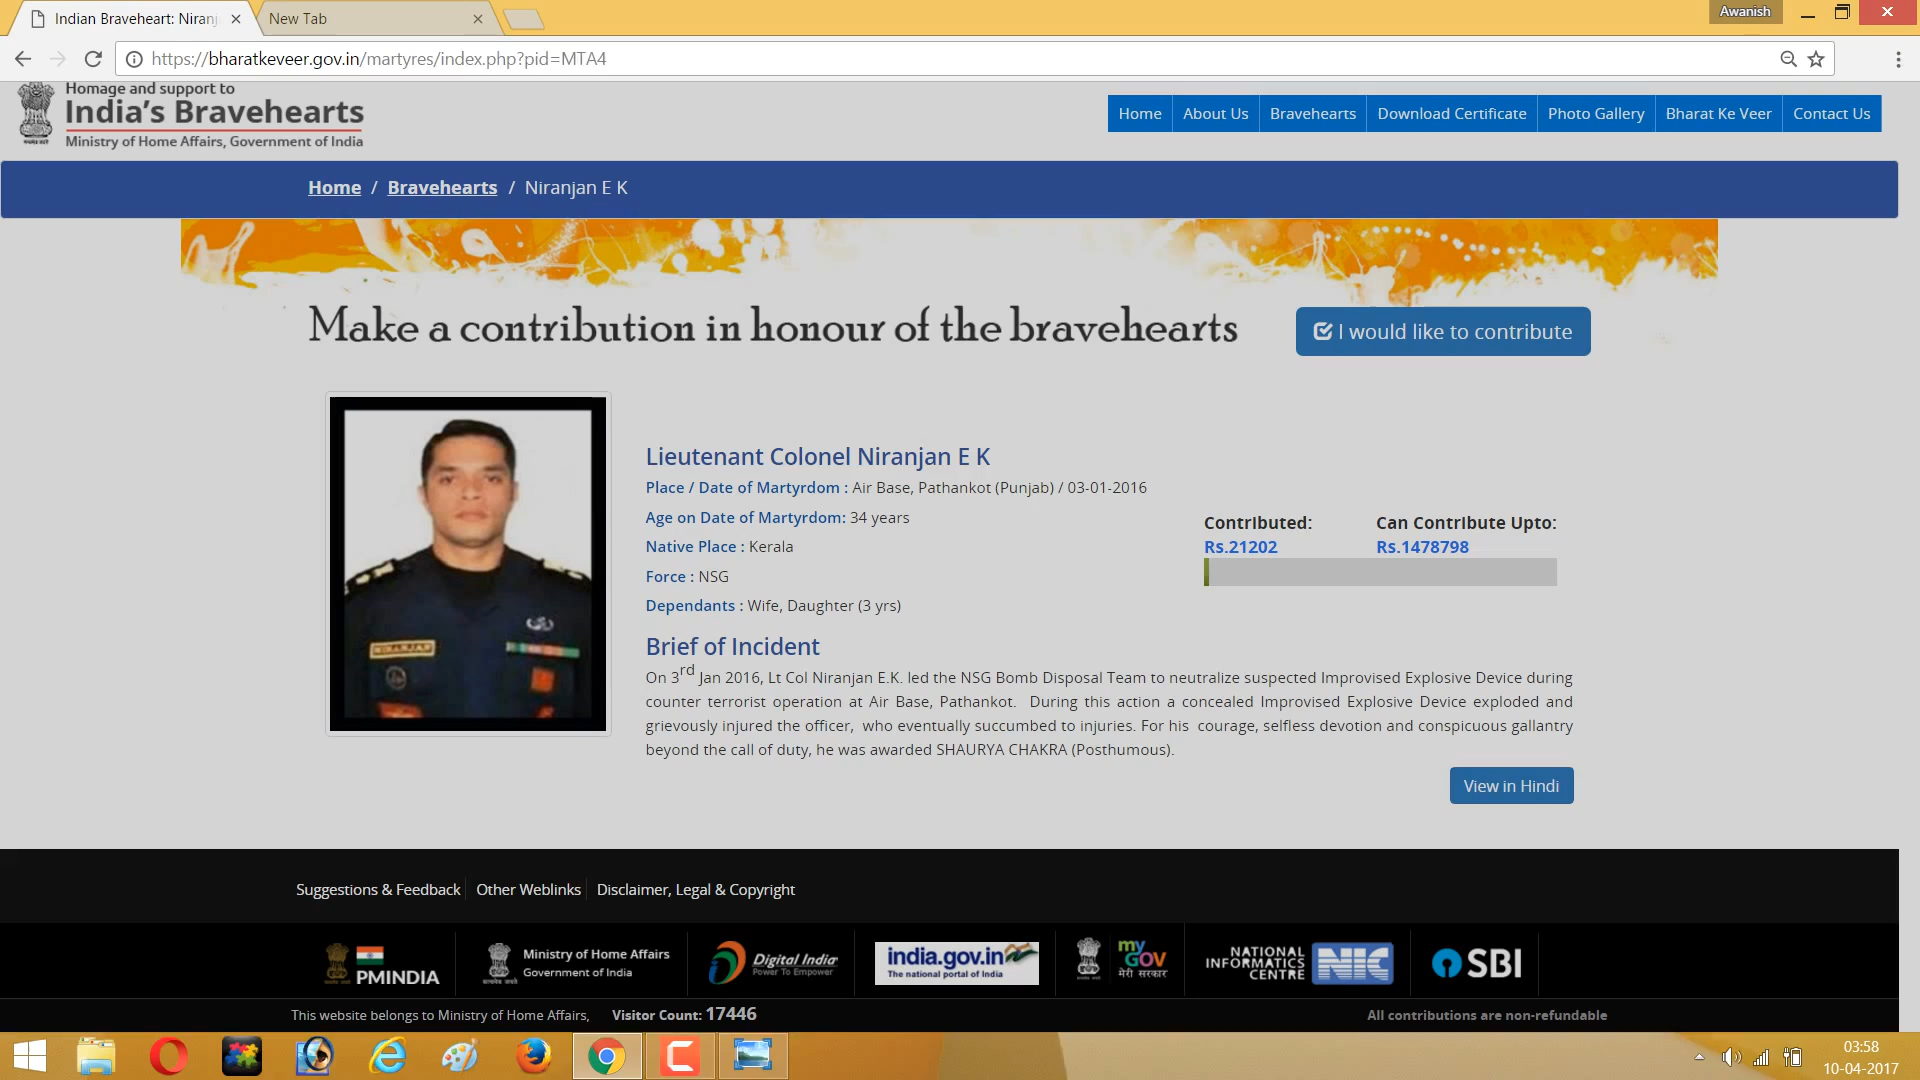 Indian Braveheart: Niranj
New Tab
Awanish
https://bharatkeveer.gov.in/martyres/index.php?pid=MTA4
Homage and support to
India's Bravehearts
Ministry of Home Affairs, Government of India
Home About Us Bravehearts Download Certificate Photo Gallery Bharat Ke Veer Contact Us
Home / Bravehearts / Niranjan E K
Make a contribution in honour of the bravehearts
I would like to contribute
Lieutenant Colonel Niranjan E K
Place / Date of Martyrdom : Air Base, Pathankot (Punjab) / 03-01-2016
Age on Date of Martyrdom: 34 years
Native Place : Kerala
Force : NSG
Dependants : Wife, Daughter (3 yrs)
Contributed: Can Contribute Upto:
Rs.21202 Rs.1478798
NIRANJAN
Brief of Incident
On 3rd Jan 2016, Lt Col Niranjan E.K. led the NSG Bomb Disposal Team to neutralize suspected Improvised Explosive Device during
counter terrorist operation at Air Base, Pathankot. During this action a concealed Improvised Explosive Device exploded and
grievously injured the officer, who eventually succumbed to injuries. For his courage, selfless devotion and conspicuous gallantry
beyond the call of duty, he was awarded SHAURYA CHAKRA (Posthumous).
View in Hindi
Suggestions & Feedback Other Weblinks Disclaimer, Legal & Copyright
PMINDIA
Ministry of Home Affairs
Government of India
Digital India
Power To Empower
india.gov.in
The national portal of India
my
GOV
मेरी सरकार
NATIONAL
INFORMATICS
CENTRE
NIC
SBI
This website belongs to Ministry of Home Affairs, Visitor Count: 17446
All contributions are non-refundable
03:58
10-04-2017